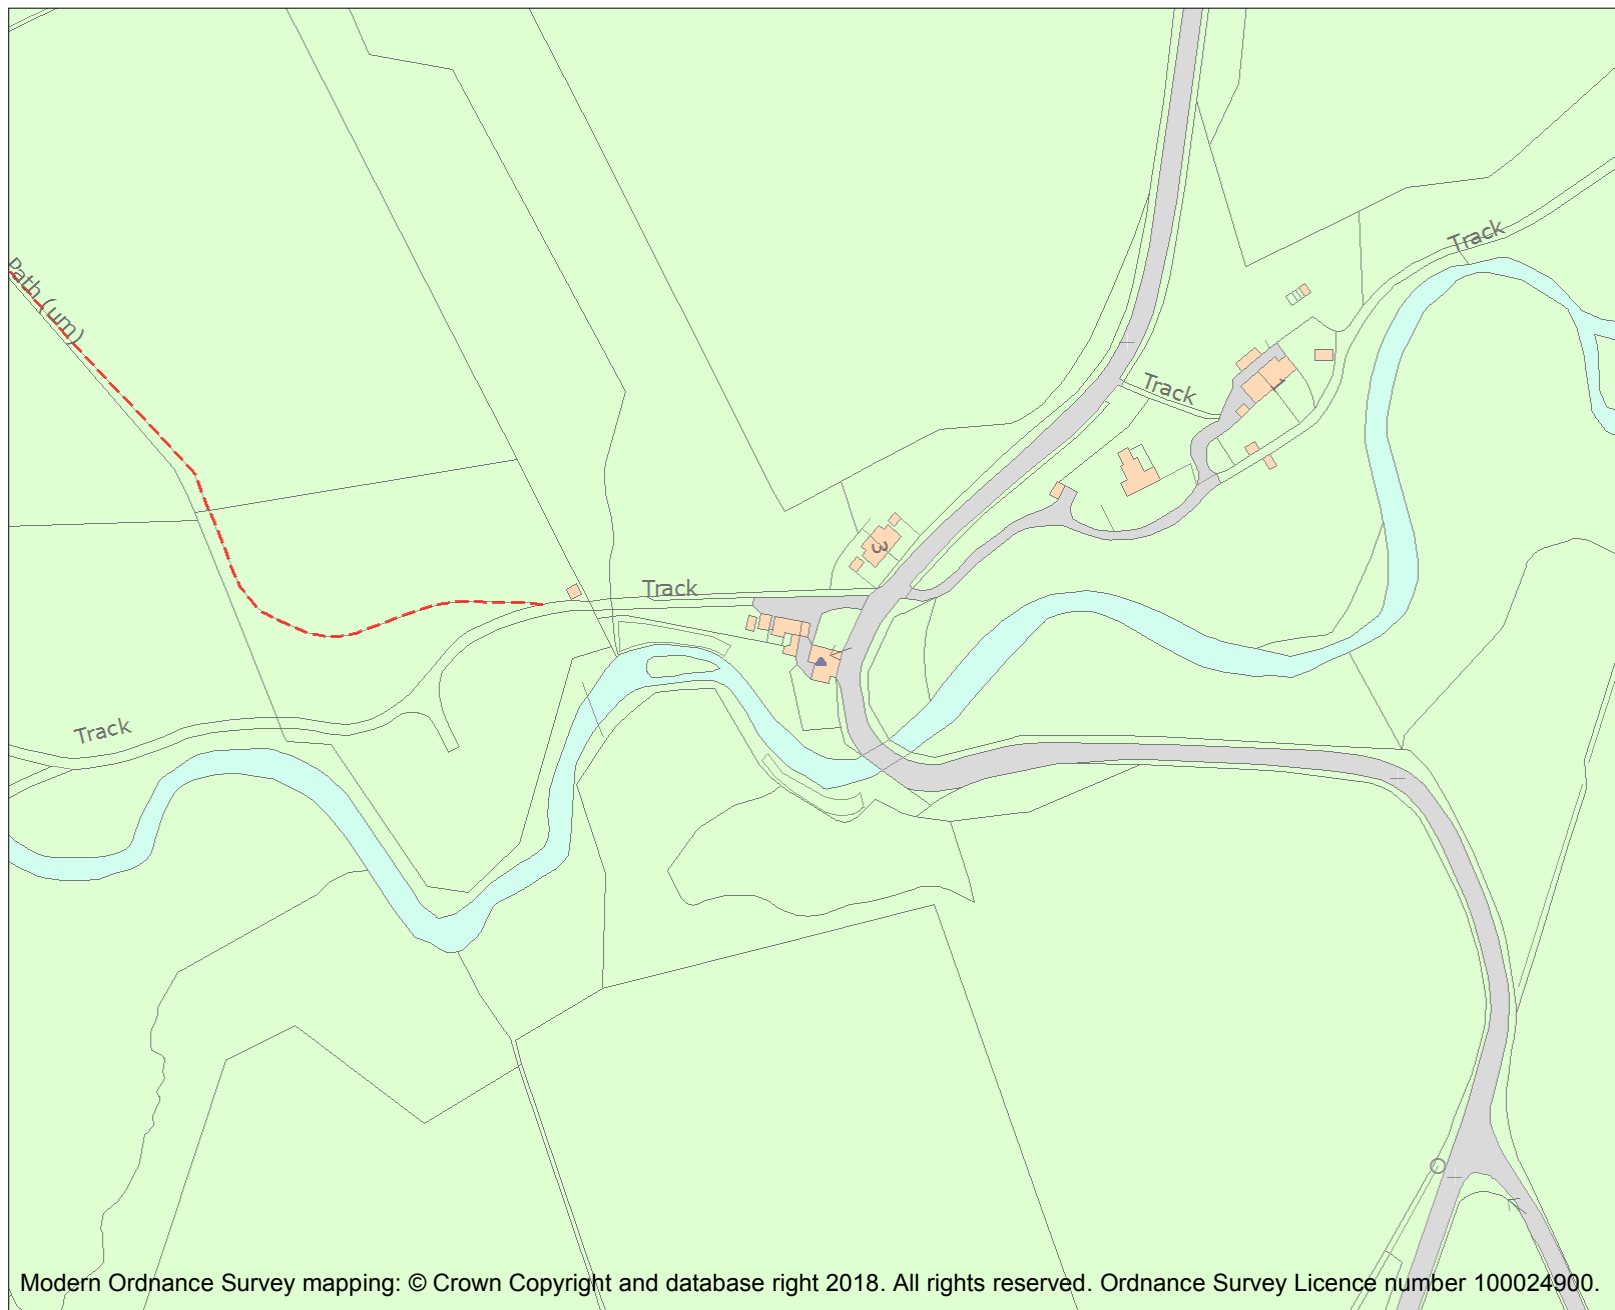 Track
Path (um)
Track
1
3
Track
Track
Modern Ordnance Survey mapping: © Crown Copyright and database right 2018. All rights reserved. Ordnance Survey Licence number 100024900.